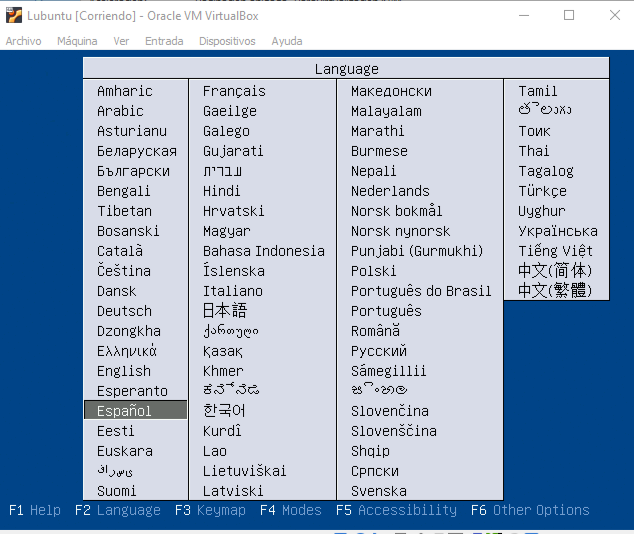 Lubuntu [Corriendo] - Oracle VM VirtualBox
Archivo Máquina Ver Entrada Dispositivos Ayuda
Language
Amharic
Arabic
Asturianu
Беларуская
Български
Bengali
Tibetan
Bosanski
Català
Čeština
Dansk
Deutsch
Dzongkha
Ελληνικά
English
Esperanto
Español
Eesti
Euskara
ﻰﺳﺭﺎﻓ
Suomi
Français
Gaeilge
Galego
Gujarati
תירבע
Hindi
Hrvatski
Magyar
Bahasa Indonesia
Íslenska
Italiano
日本語
ქართული
Қазақ
Khmer
ಕನ್ನಡ
한국어
Kurdî
Lao
Lietuviškai
Latviski
Македонски
Malayalam
Marathi
Burmese
Nepali
Nederlands
Norsk bokmål
Norsk nynorsk
Punjabi (Gurmukhi)
Polski
Português do Brasil
Português
Română
Русский
Sámegillii
සිංහල
Slovenčina
Slovenščina
Shqip
Српски
Svenska
Tamil
తెలుగు
Тоик
Thai
Tagalog
Türkçe
Uyghur
Українська
Tiếng Việt
中文(简体)
中文(繁體)
F1 Help F2 Language F3 Keymap F4 Modes F5 Accessibility F6 Other Options